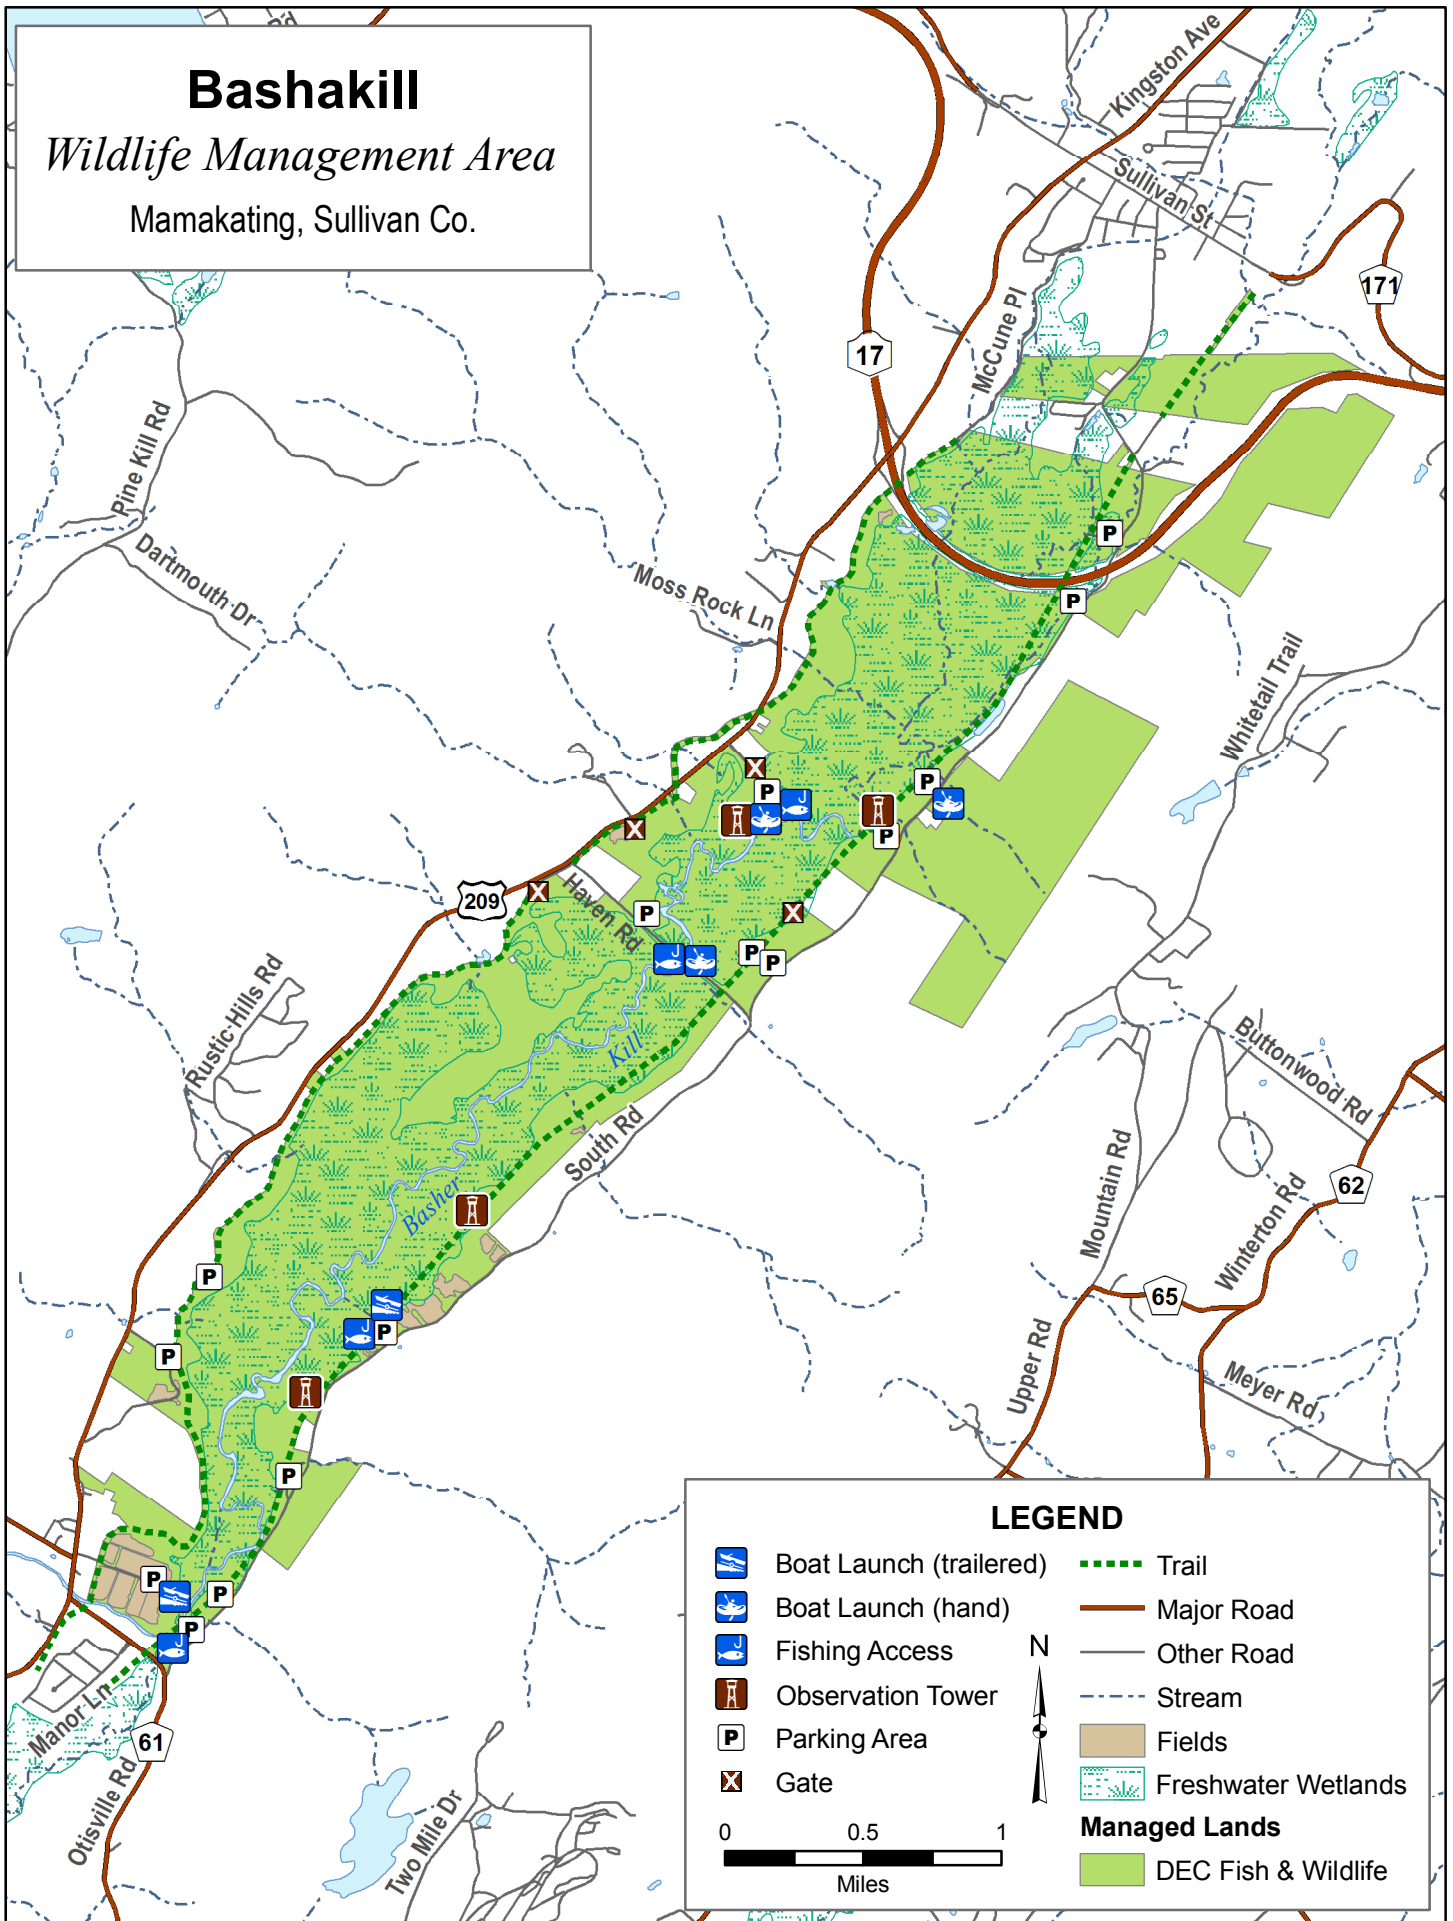 Bashakill
Wildlife Management Area
Mamakating, Sullivan Co.
Rd
Kingston Ave
Sullivan St
171
McCune Pl
17
Pine Kill Rd
Dartmouth Dr
Moss Rock Ln
Whitetail Trail
P
P
P
P
P
209
Haven Rd
P
P
P
Rustic Hills Rd
Kill
Buttonwood Rd
South Rd
Mountain Rd
62
Basher
Winterton Rd
P
65
P
P
Upper Rd
Meyer Rd
P
P
P
P
Manor Ln
61
Otisville Rd
Two Mile Dr
LEGEND
Boat Launch (trailered)
Boat Launch (hand)
Fishing Access
Observation Tower
P Parking Area
Gate
N
0 0.5 1
Miles
Trail
Major Road
Other Road
Stream
Fields
Freshwater Wetlands
Managed Lands
DEC Fish & Wildlife